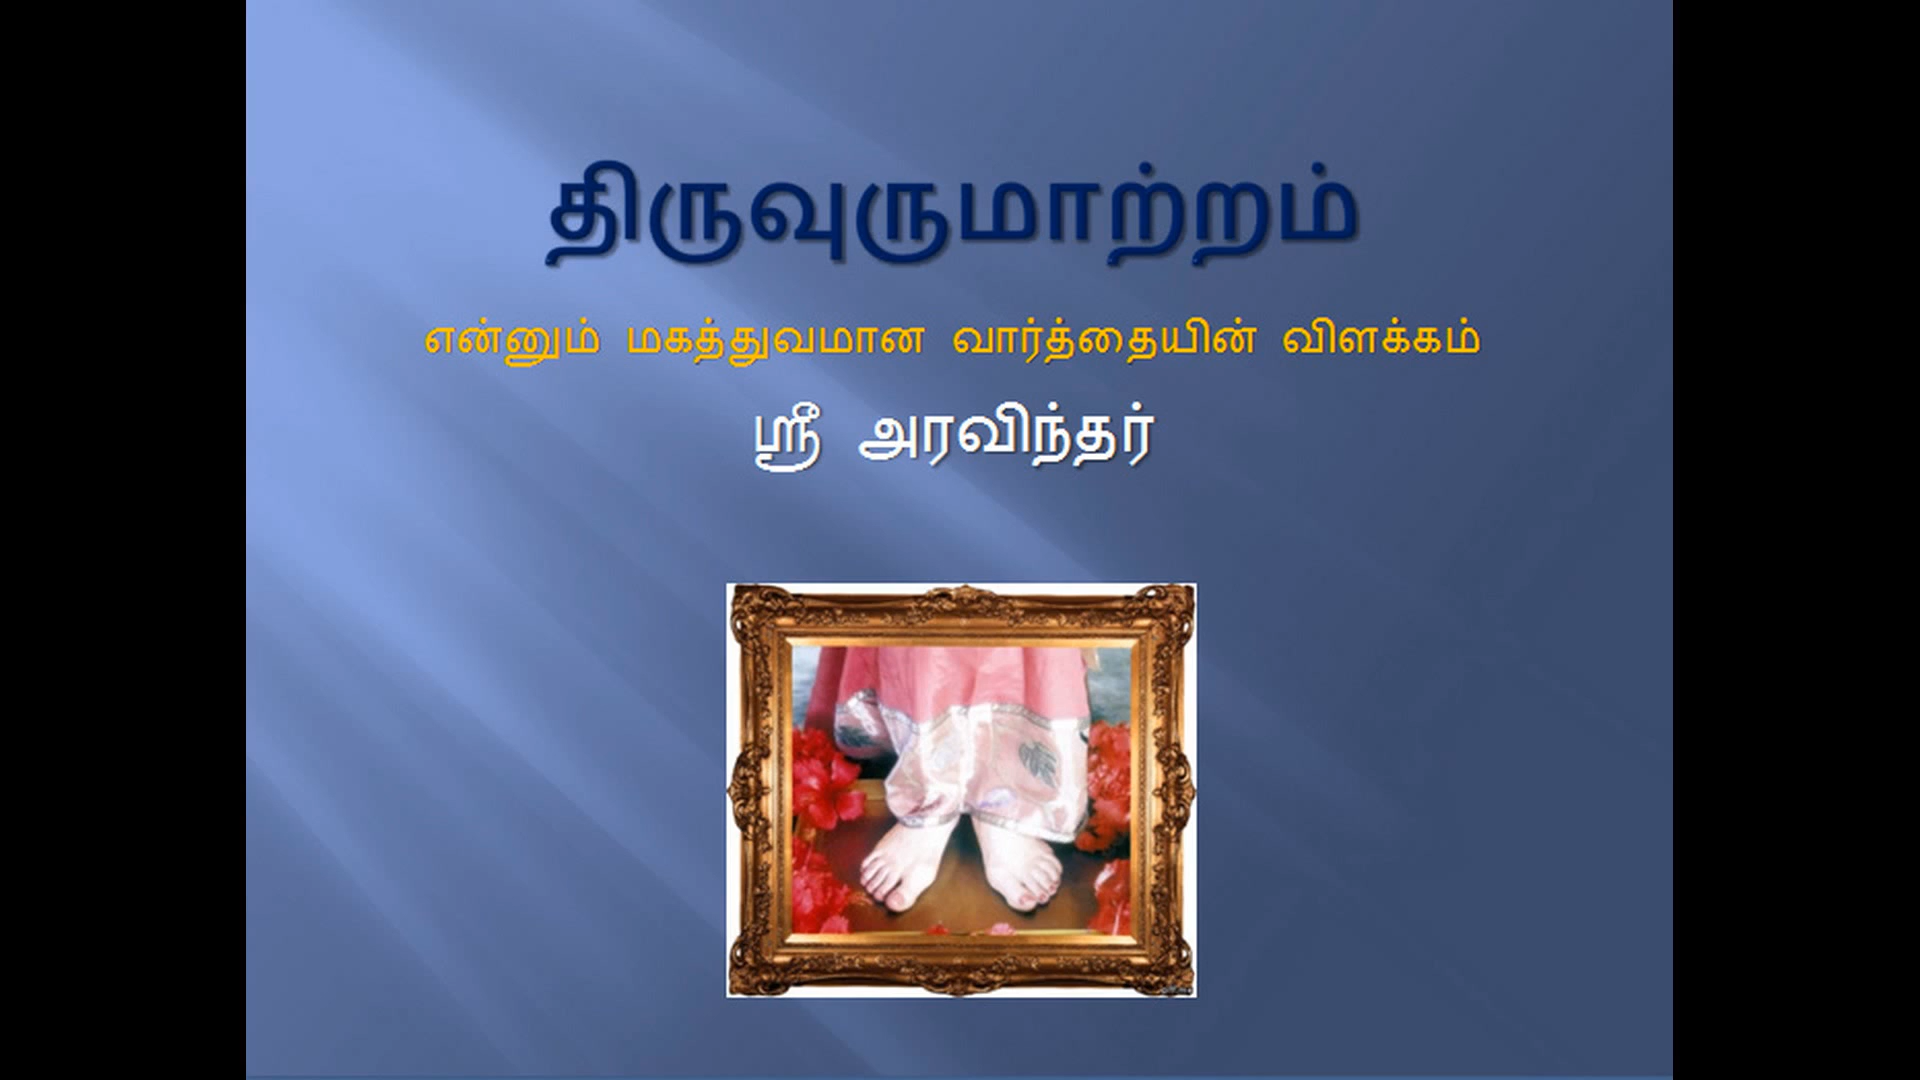 திருவுருமாற்றம்
என்னும் மகத்துவமான வார்த்தையின் விளக்கம்
ஸ்ரீ அரவிந்தர்